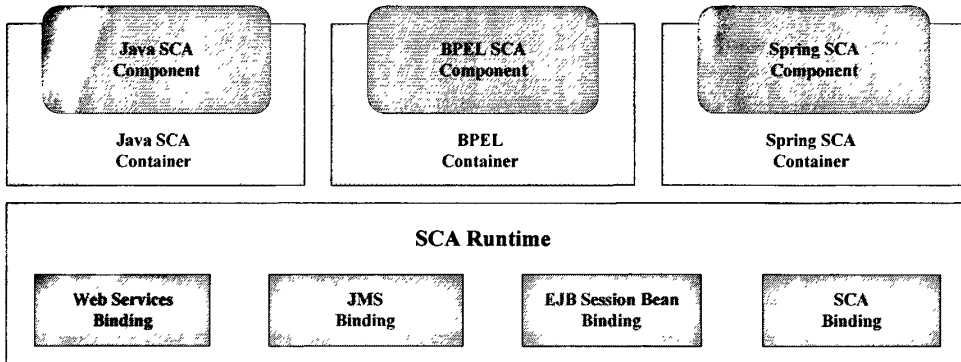 Java SCA
Component
BPEL SCA
Component
Spring SCA
Component
Java SCA
Container
BPEL
Container
Spring SCA
Container
SCA Runtime
Web Services
Binding
JMS
Binding
EJB Session Bean
Binding
SCA
Binding